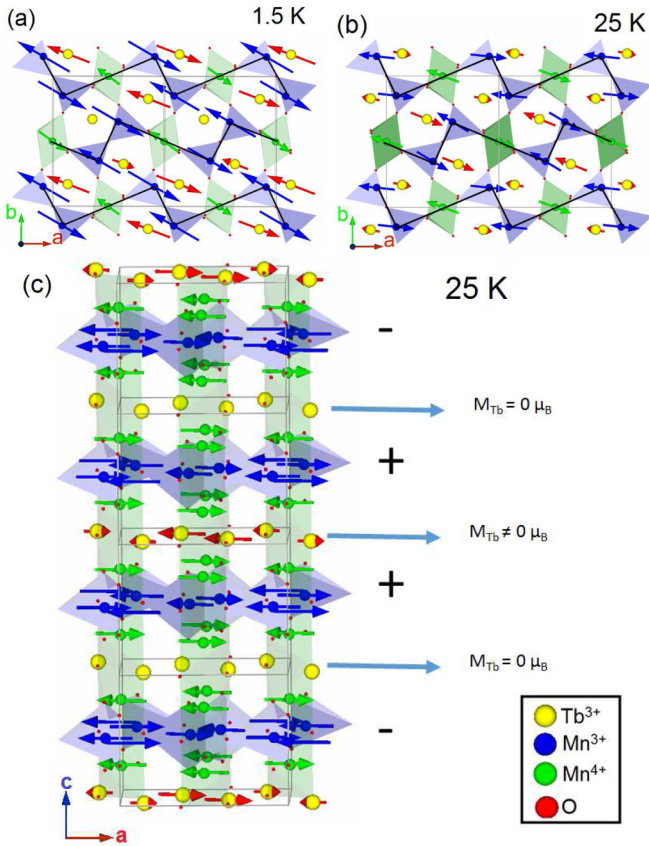 (a) 1.5 K
(b) 25 K
b
a
b
a
(c) 25 K
-
M_Tb = 0 μ_B
+
M_Tb ≠ 0 μ_B
+
M_Tb = 0 μ_B
-
Tb³⁺
Mn³⁺
Mn⁴⁺
O
c
a